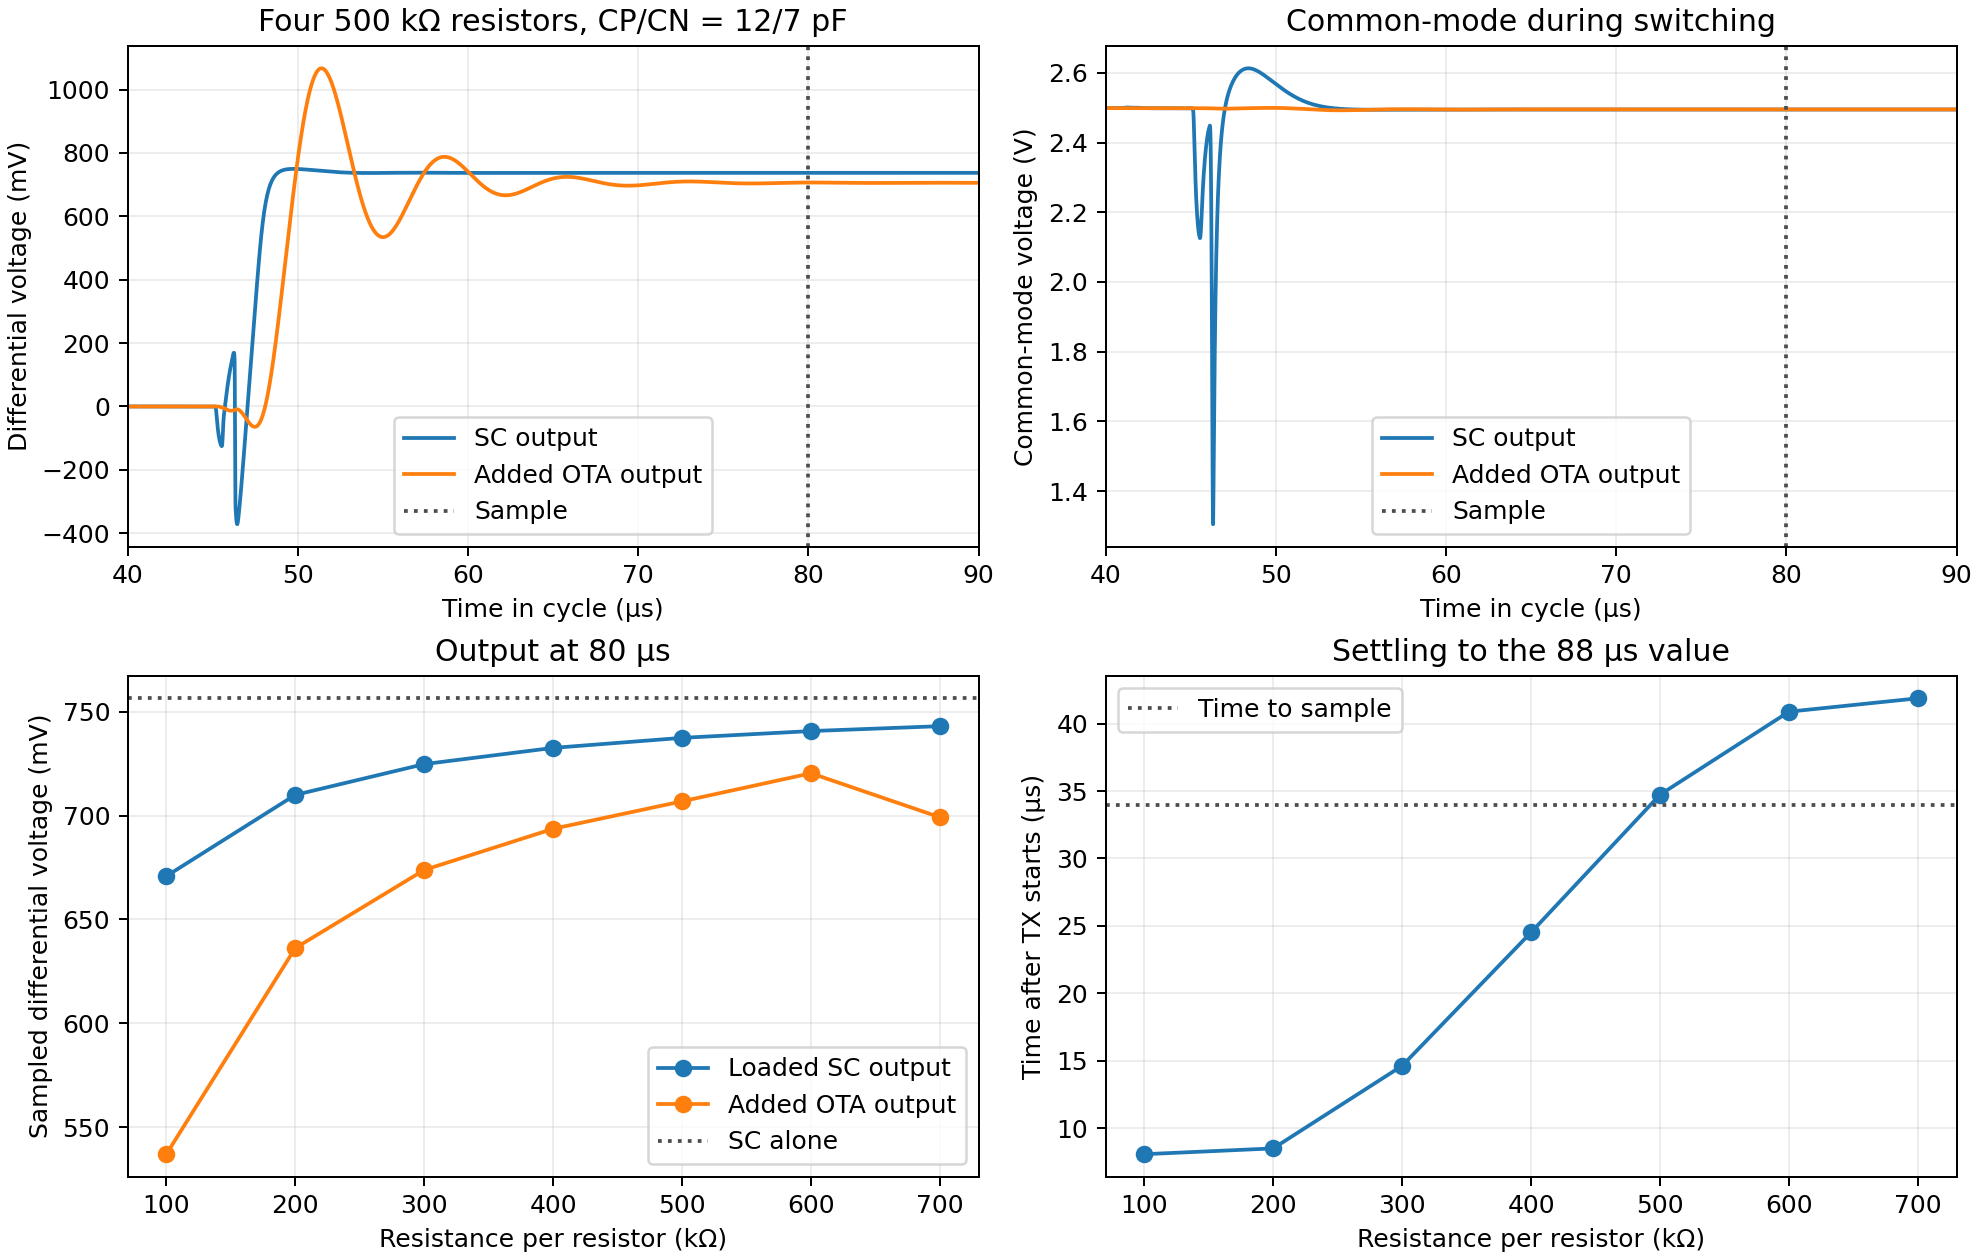 Four 500 kΩ resistors, CP/CN = 12/7 pF
Differential voltage (mV)
1000
800
600
400
200
0
−200
−400
SC output
Added OTA output
Sample
40
50
60
70
80
90
Time in cycle (µs)
Common-mode during switching
Common-mode voltage (V)
2.6
2.4
2.2
2.0
1.8
1.6
1.4
SC output
Added OTA output
Sample
40
50
60
70
80
90
Time in cycle (µs)
Output at 80 µs
Sampled differential voltage (mV)
750
700
650
600
550
Loaded SC output
Added OTA output
SC alone
100
200
300
400
500
600
700
Resistance per resistor (kΩ)
Settling to the 88 µs value
Time after TX starts (µs)
Time to sample
40
35
30
25
20
15
10
100
200
300
400
500
600
700
Resistance per resistor (kΩ)